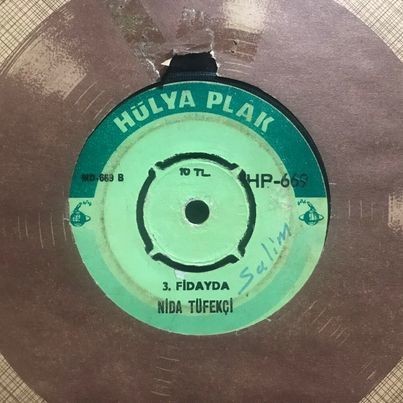 HÜLYA PLAK
MD-669 B
10 TL.
HP-669
Salim
3. FİDAYDA
NİDA TÜFEKÇİ